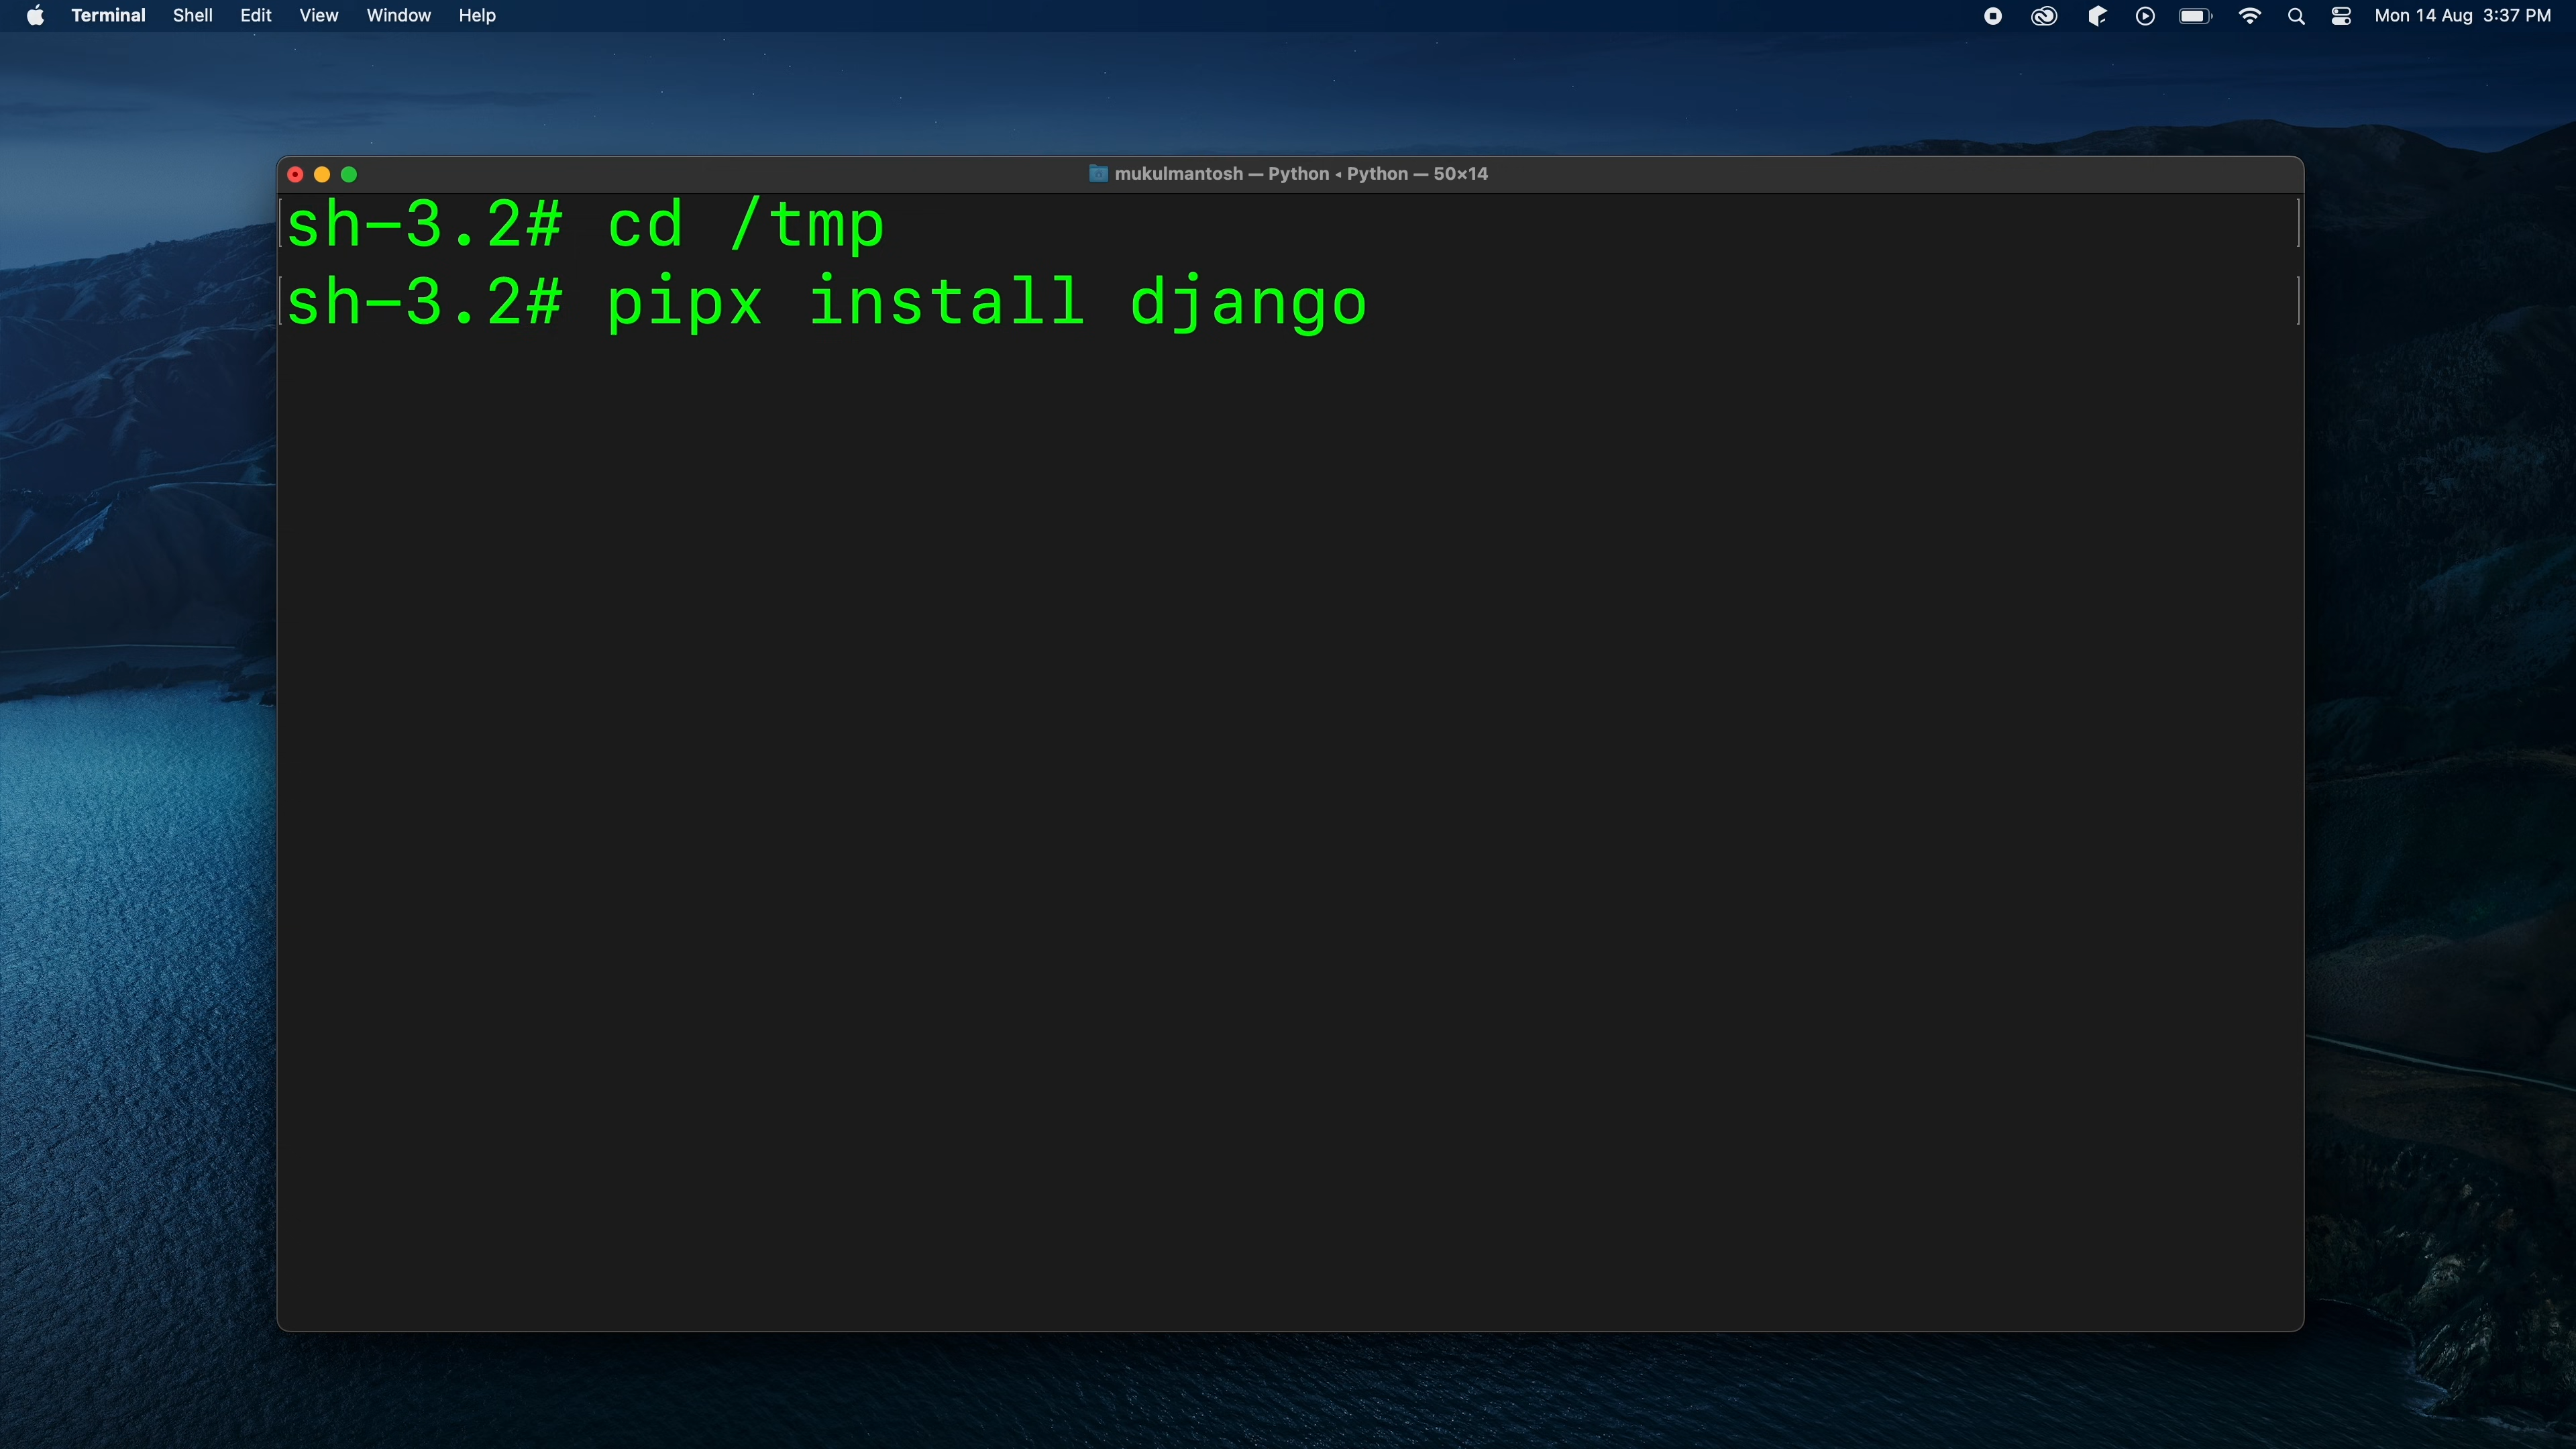 Terminal Shell Edit View Window Help Mon 14 Aug 3:37 PM
mukulmantosh — Python ◂ Python — 50×14
sh-3.2# cd /tmp
sh-3.2# pipx install django